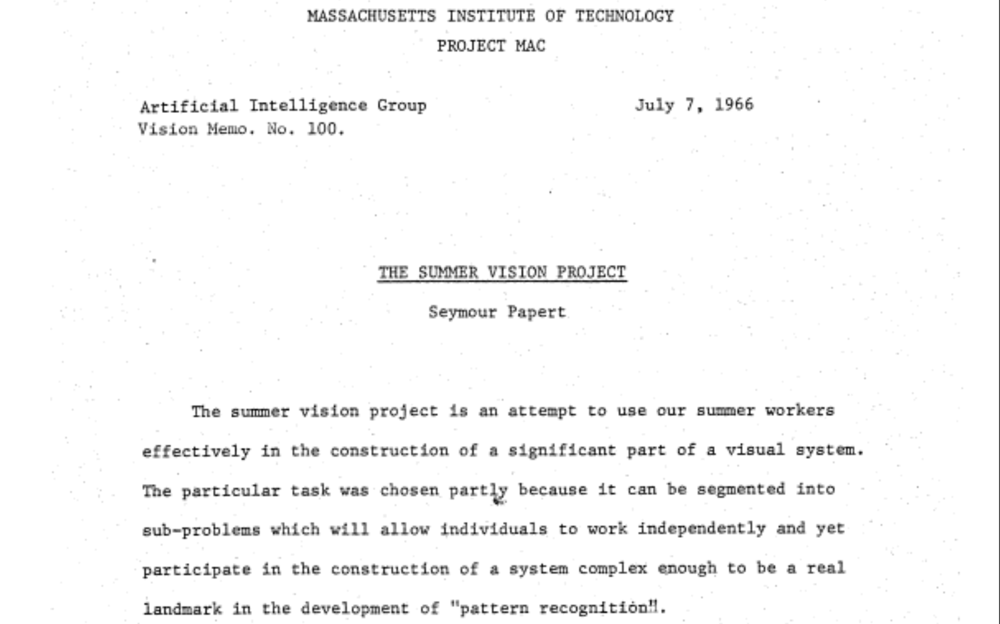 MASSACHUSETTS INSTITUTE OF TECHNOLOGY
PROJECT MAC
Artificial Intelligence Group July 7, 1966
Vision Memo. No. 100.
THE SUMMER VISION PROJECT
Seymour Papert
The summer vision project is an attempt to use our summer workers
effectively in the construction of a significant part of a visual system.
The particular task was chosen partly because it can be segmented into
sub-problems which will allow individuals to work independently and yet
participate in the construction of a system complex enough to be a real
landmark in the development of "pattern recognition".